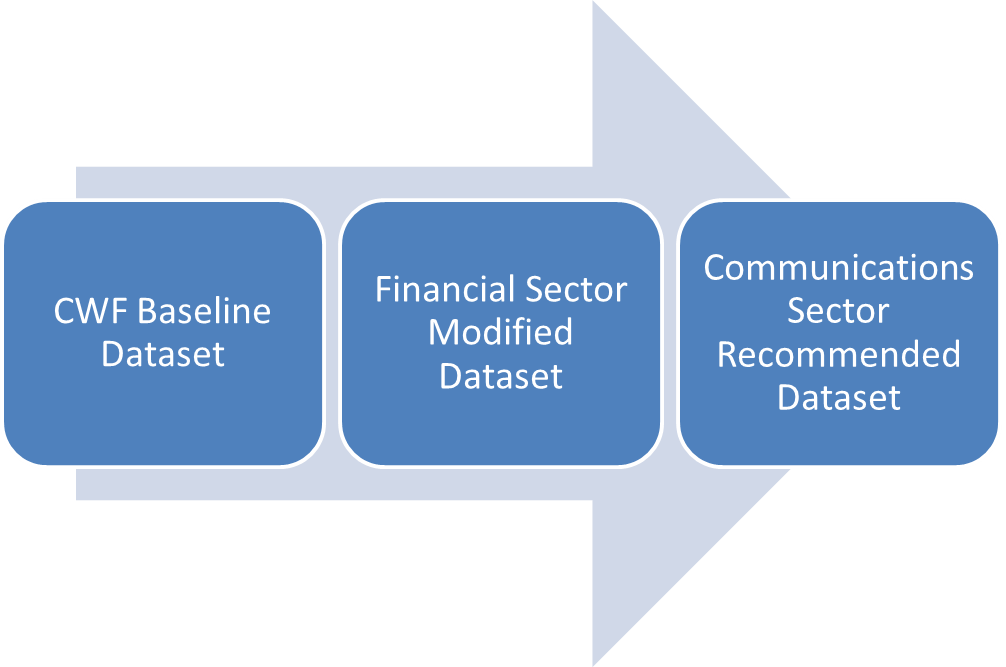 CWF Baseline
Dataset
Financial Sector
Modified
Dataset
Communications
Sector
Recommended
Dataset